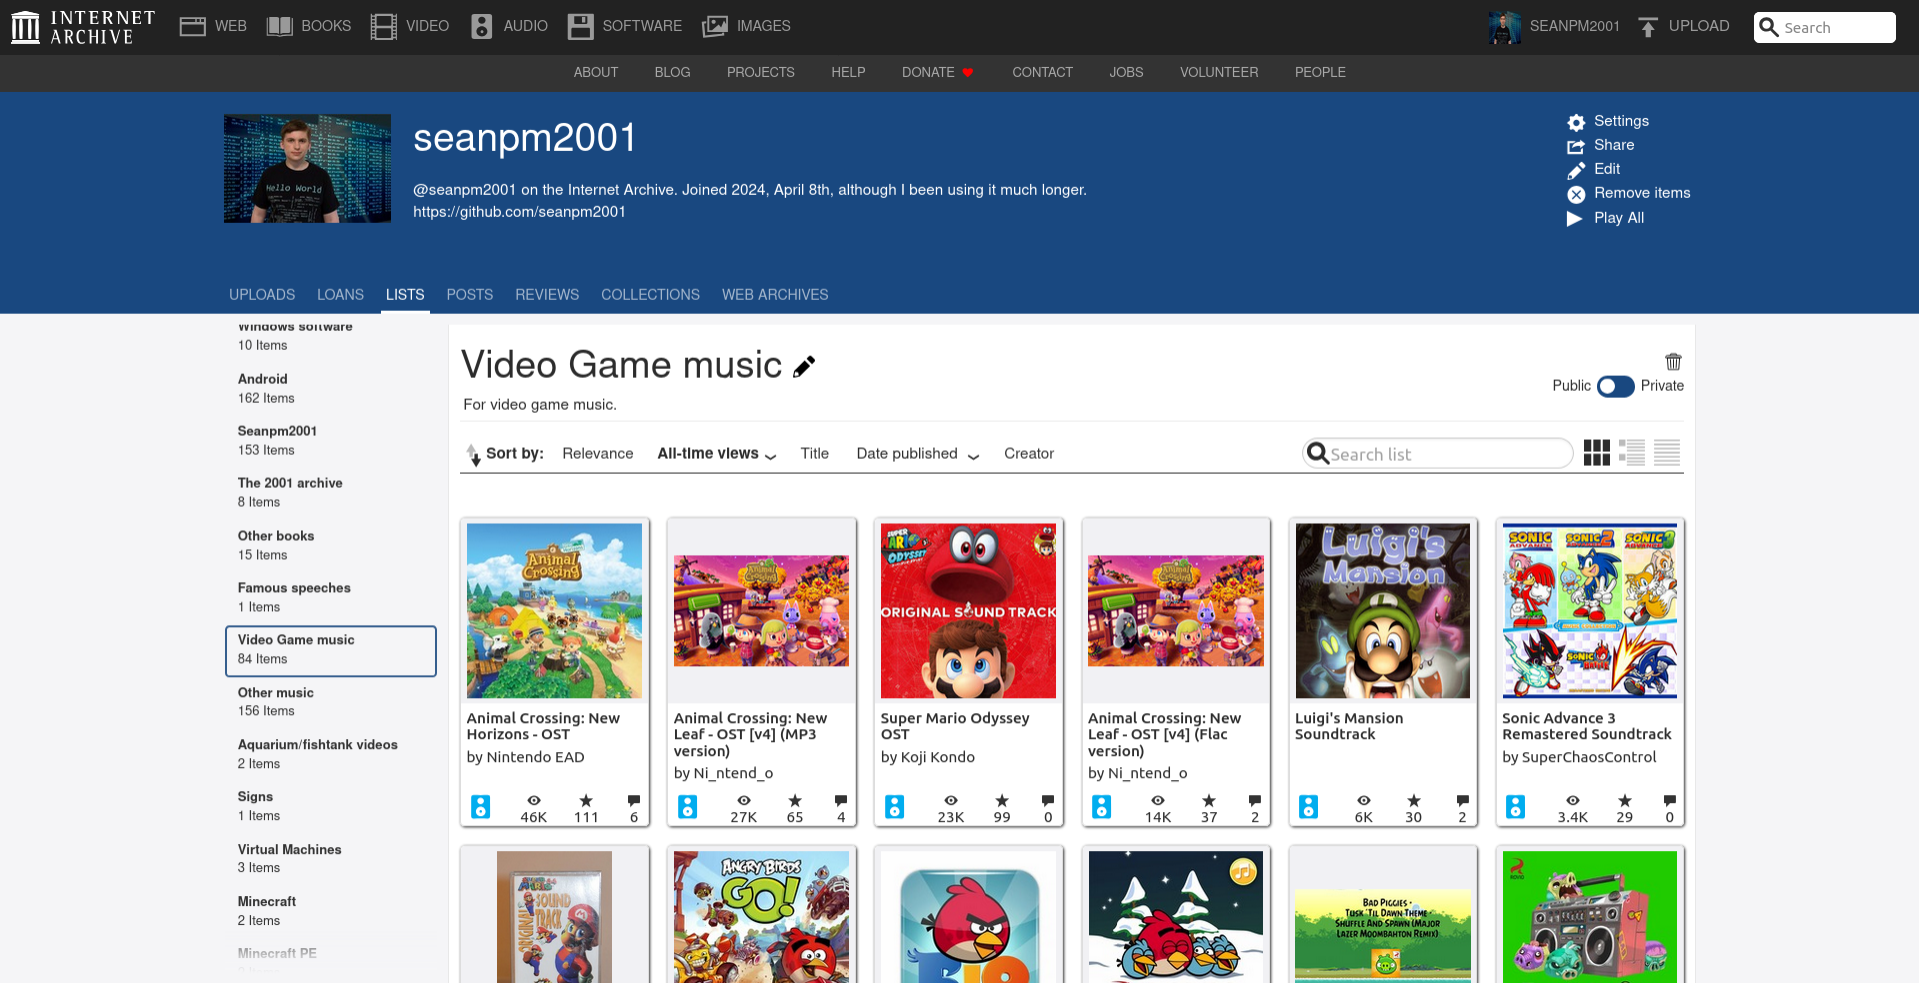 INTERNET ARCHIVE
WEB BOOKS VIDEO AUDIO SOFTWARE IMAGES
SEANPM2001 UPLOAD Search
ABOUT BLOG PROJECTS HELP DONATE CONTACT JOBS VOLUNTEER PEOPLE
Hello World
seanpm2001
@seanpm2001 on the Internet Archive. Joined 2024, April 8th, although I been using it much longer.
https://github.com/seanpm2001
Settings
Share
Edit
Remove items
Play All
UPLOADS LOANS LISTS POSTS REVIEWS COLLECTIONS WEB ARCHIVES
Windows software
10 Items
Android
162 Items
Seanpm2001
153 Items
The 2001 archive
8 Items
Other books
15 Items
Famous speeches
1 Items
Video Game music
84 Items
Other music
156 Items
Aquarium/fishtank videos
2 Items
Signs
1 Items
Virtual Machines
3 Items
Minecraft
2 Items
Minecraft PE
Video Game music
For video game music.
Public Private
Sort by: Relevance All-time views Title Date published Creator
Search list
Animal Crossing
Animal Crossing: New
Horizons - OST
by Nintendo EAD
46K 111 6
Animal Crossing
Animal Crossing: New
Leaf - OST [v4] (MP3
version)
by Ni_ntend_o
27K 65 4
SUPER MARIO ODYSSEY
ORIGINAL SOUND TRACK
Super Mario Odyssey
OST
by Koji Kondo
23K 99 0
Animal Crossing
Animal Crossing: New
Leaf - OST [v4] (Flac
version)
by Ni_ntend_o
14K 37 2
Luigi's
Mansion
Luigi's Mansion
Soundtrack
6K 30 2
SONIC ADVANCE SONIC ADVANCE 2 SONIC ADVANCE 3
SONIC BATTLE
Sonic Advance 3
Remastered Soundtrack
by SuperChaosControl
3.4K 29 0
ORIGINAL SOUND TRACK
ANGRY BIRDS
GO!
RIO
BAD PIGGIES -
TUSK 'TIL DAWN THEME -
SHUFFLE AND SPAWN (MAJOR
LAZER MOOMBAHTON REMIX)